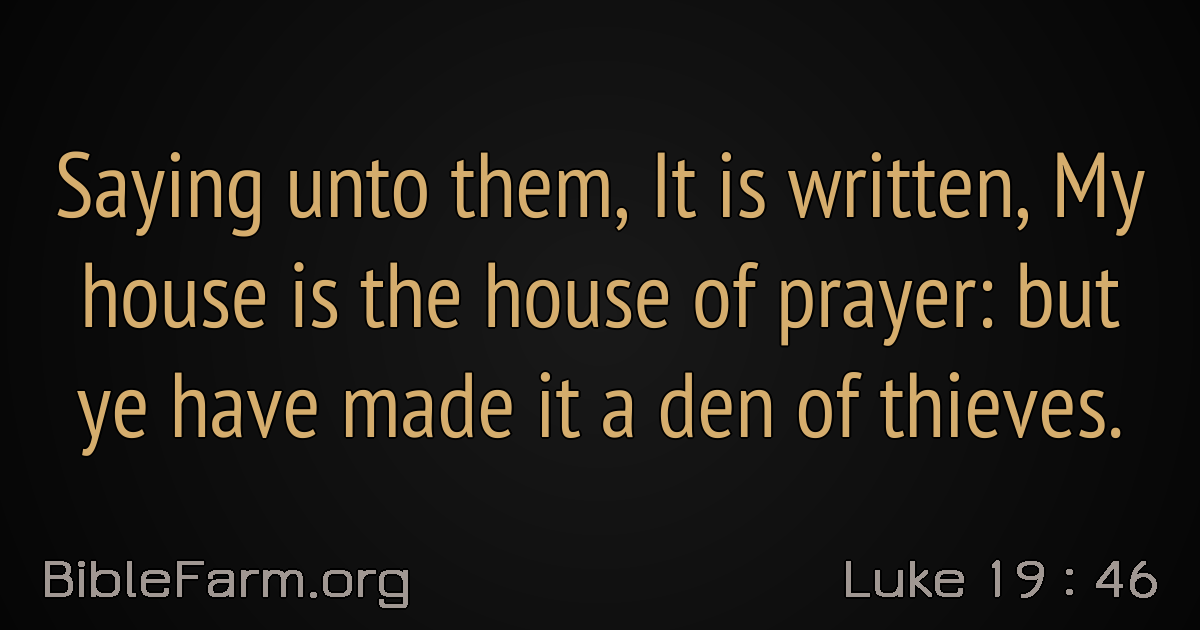 Saying unto them, It is written, My
house is the house of prayer: but
ye have made it a den of thieves.
BibleFarm.org
Luke 19 : 46